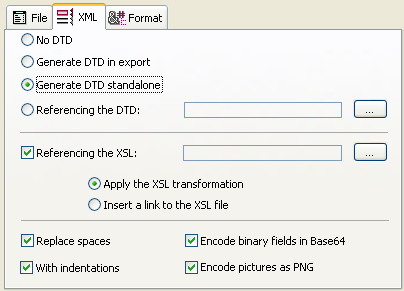 File XML Format
No DTD
Generate DTD in export
Generate DTD standalone
Referencing the DTD: ...
Referencing the XSL: ...
Apply the XSL transformation
Insert a link to the XSL file
Replace spaces Encode binary fields in Base64
With indentations Encode pictures as PNG